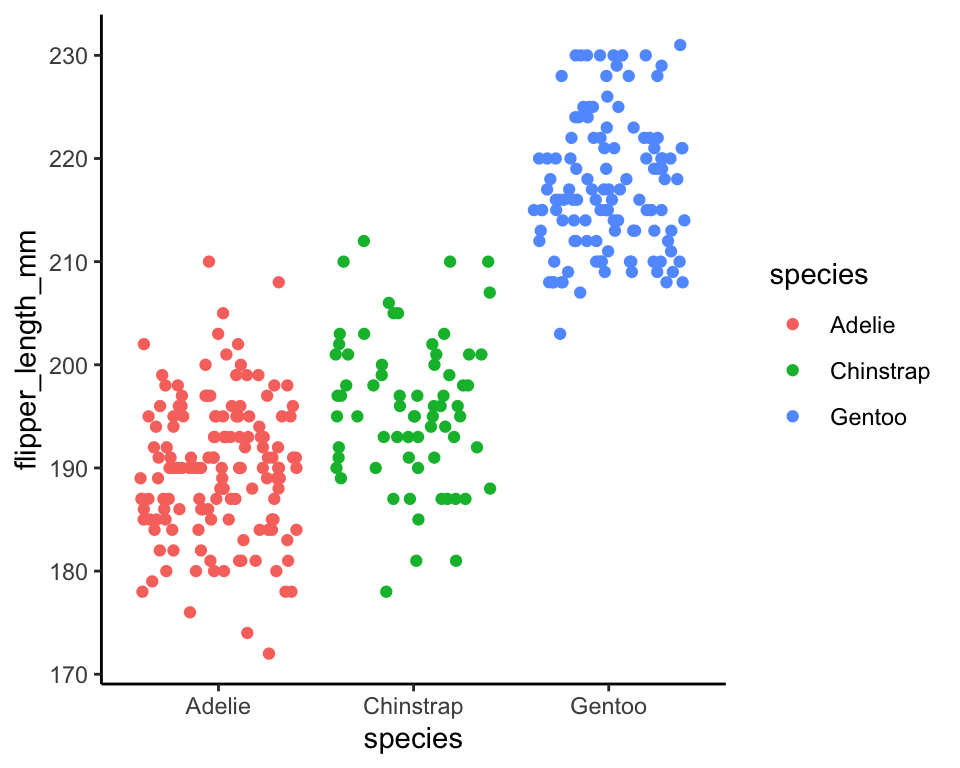 flipper_length_mm
230
220
210
200
190
180
170
Adelie
Chinstrap
Gentoo
species
species
Adelie
Chinstrap
Gentoo